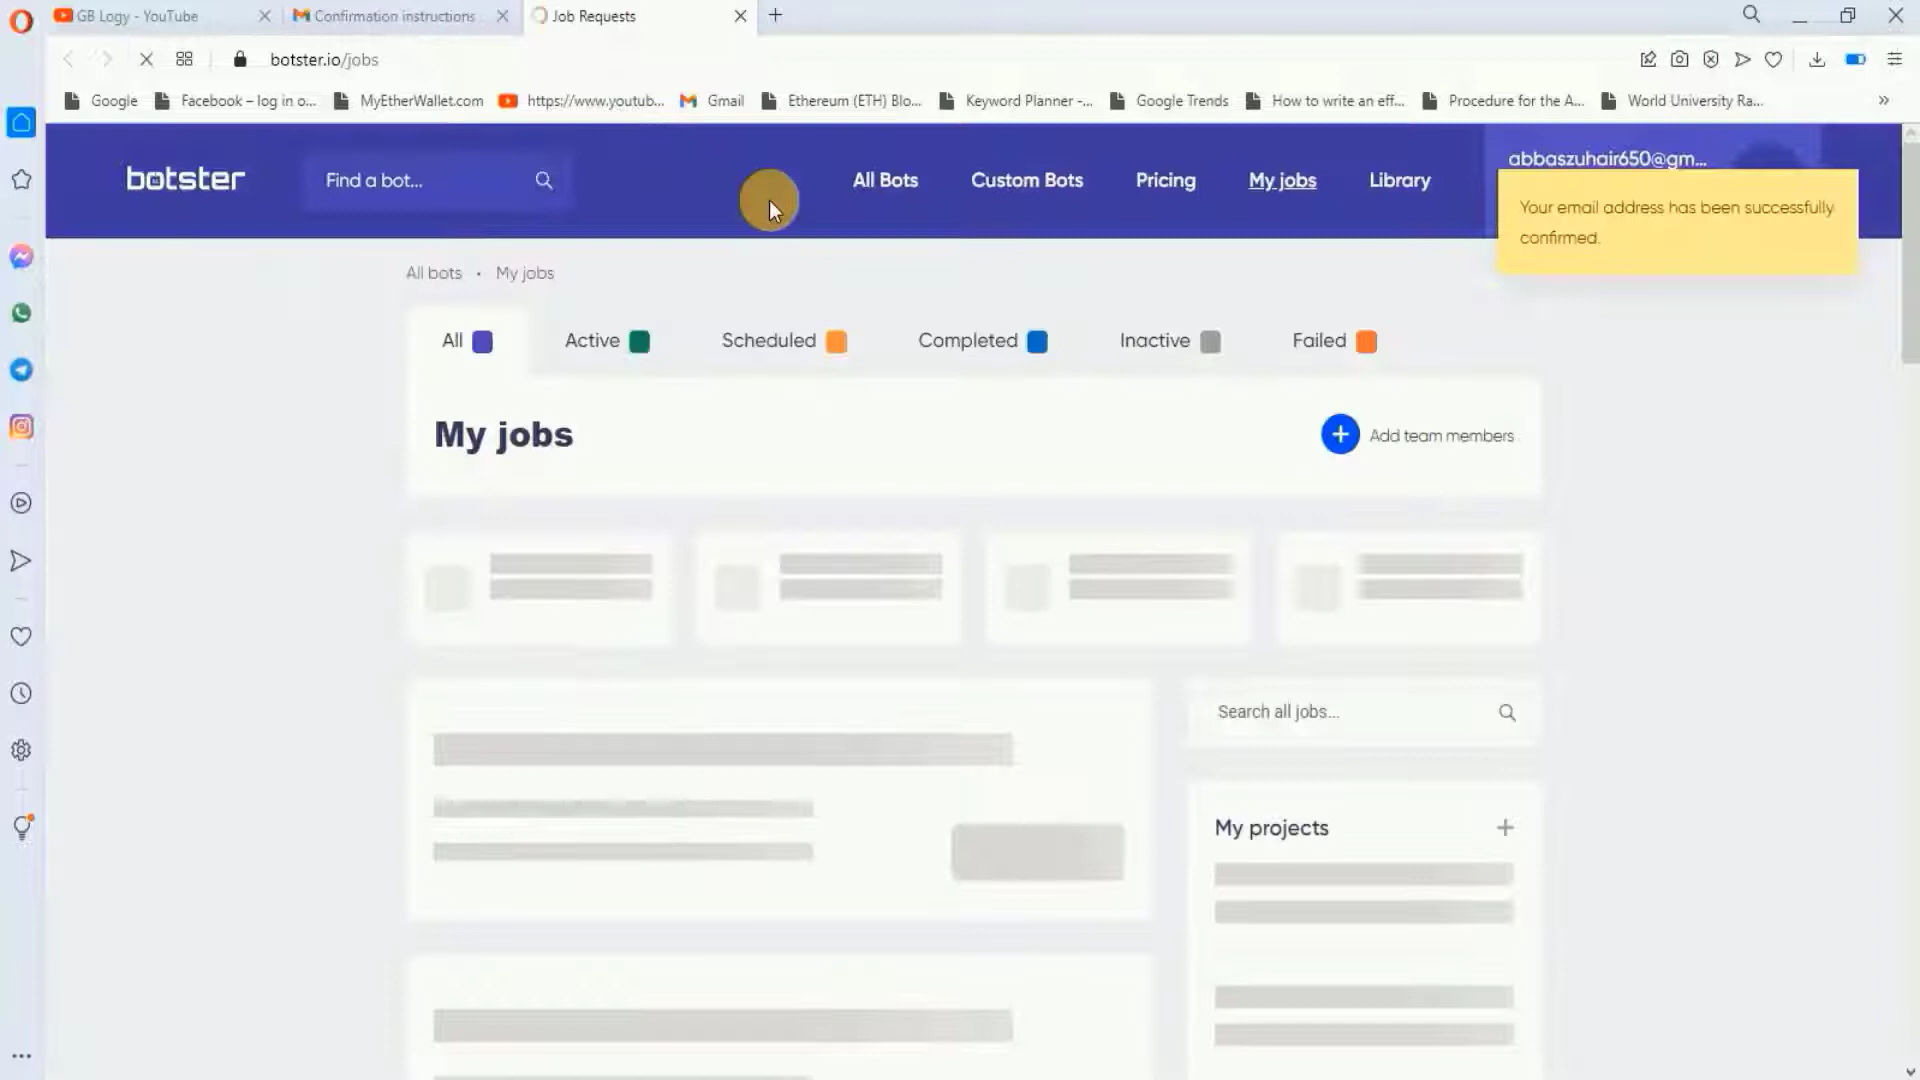 GB Logy - YouTube
Confirmation instructions
Job Requests
botster.io/jobs
Google
Facebook – log in o...
MyEtherWallet.com
https://www.youtub...
Gmail
Ethereum (ETH) Blo...
Keyword Planner -...
Google Trends
How to write an eff...
Procedure for the A...
World University Ra...
»
botster
Find a bot...
All Bots
Custom Bots
Pricing
My jobs
Library
abbaszuhair650@gm...
Your email address has been successfully
confirmed.
All bots • My jobs
All
Active
Scheduled
Completed
Inactive
Failed
My jobs
Add team members
Search all jobs...
My projects